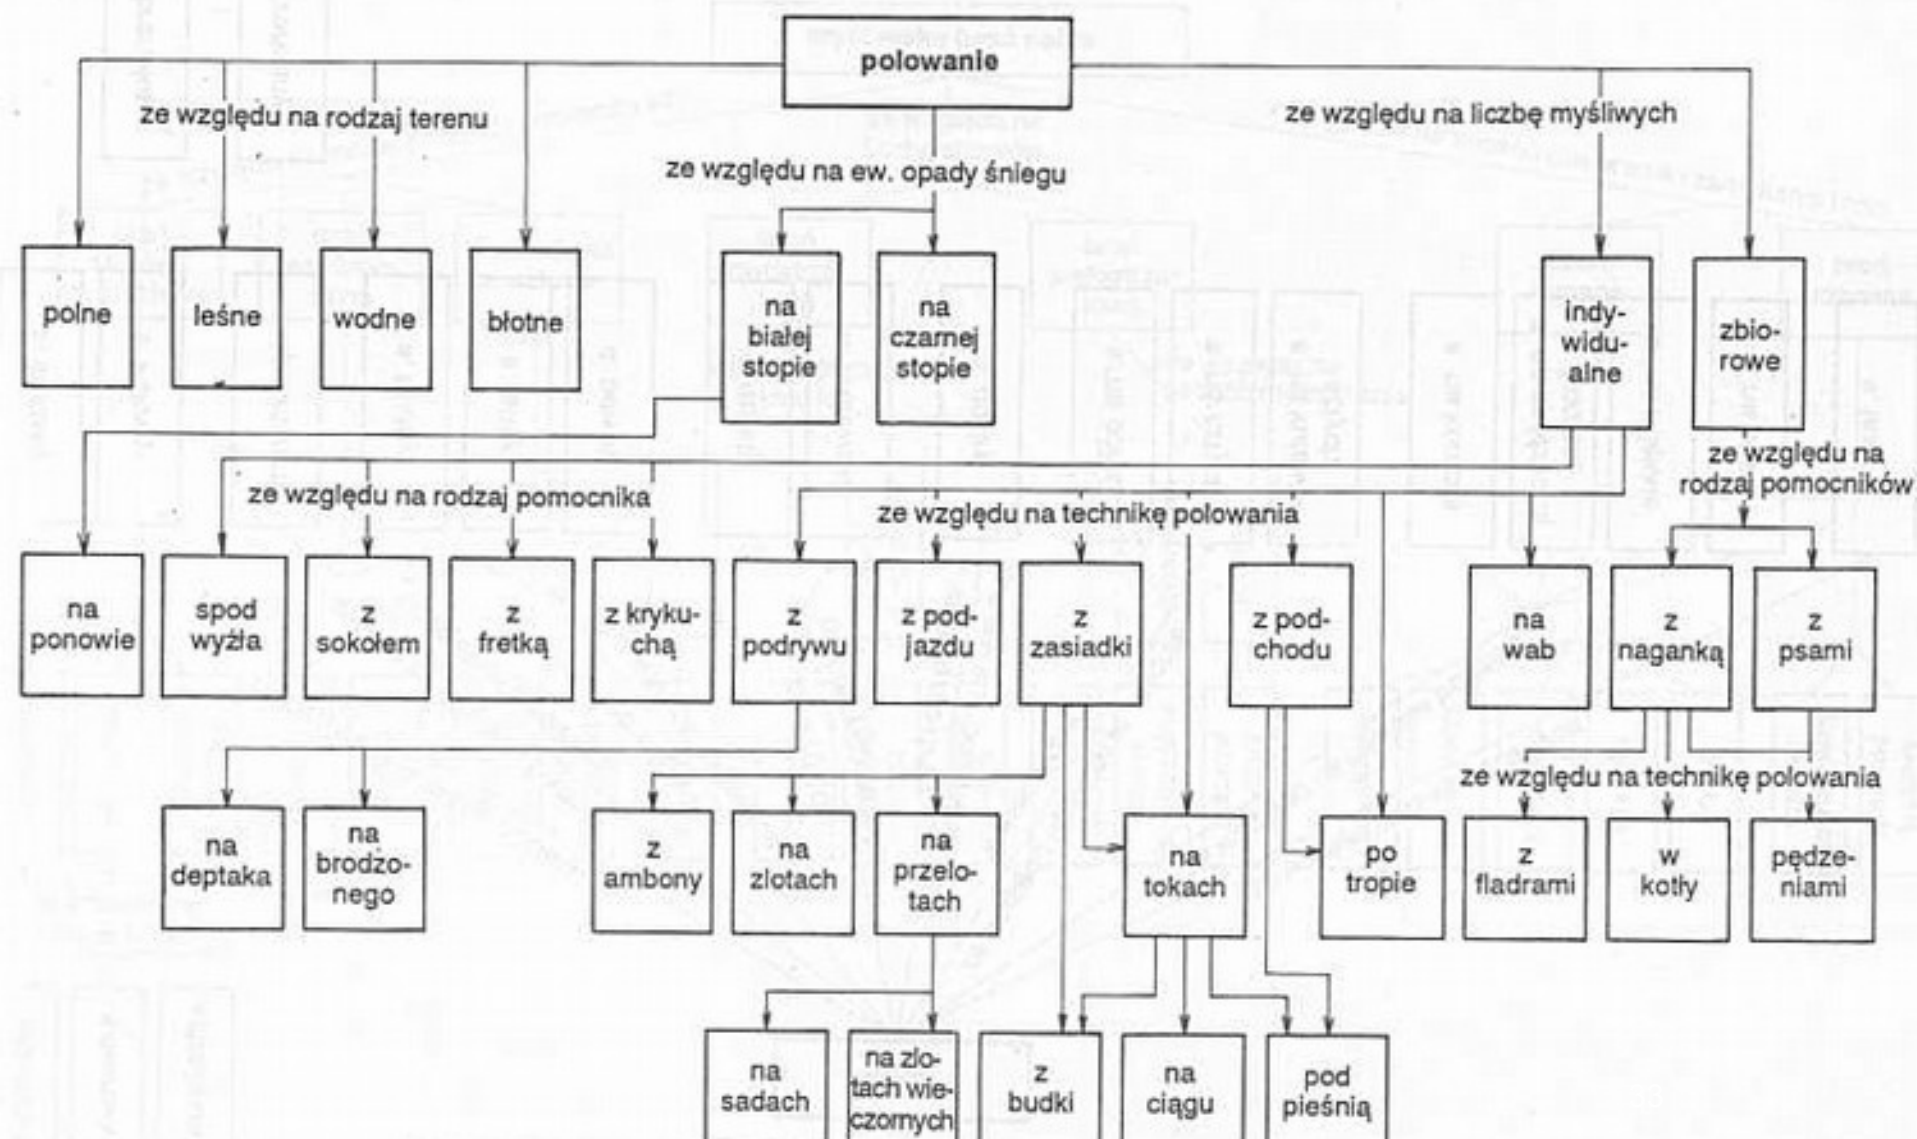 polowanie
ze względu na rodzaj terenu
ze względu na ew. opady śniegu
ze względu na liczbę myśliwych
polne
leśne
wodne
błotne
na
białej
stopie
na
czarnej
stopie
indy-
widu-
alne
zbio-
rowe
ze względu na rodzaj pomocnika
ze względu na technikę polowania
ze względu na
rodzaj pomocników
na
ponowie
spod
wyżła
z
sokołem
z
fretką
z kryku-
chą
z
podrywu
z pod-
jazdu
z
zasiadki
z pod-
chodu
na
wab
z
naganką
z
psami
ze względu na technikę polowania
na
deptaka
na
brodzo-
nego
z
ambony
na
zlotach
na
przelo-
tach
na
tokach
po
tropie
z
fladrami
w
kotły
pędze-
niami
na
sadach
na zlo-
tach wie-
czornych
z
budki
na
ciągu
pod
pieśnią